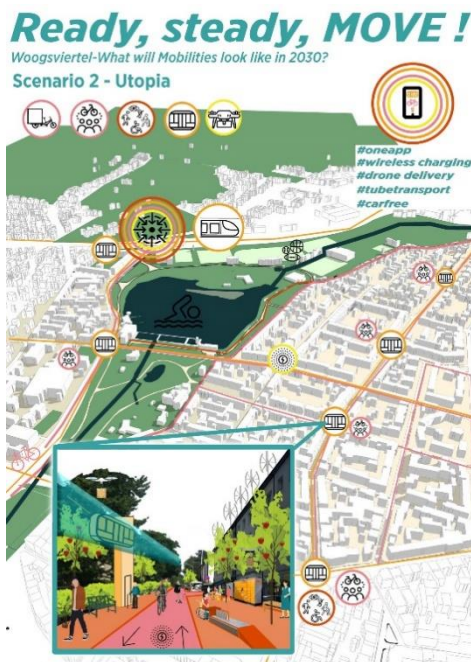 Ready, steady, MOVE !
Woogsviertel-What will Mobilities look like in 2030?
Scenario 2 - Utopia
#oneapp
#wireless charging
#drone delivery
#tubetransport
#carfree